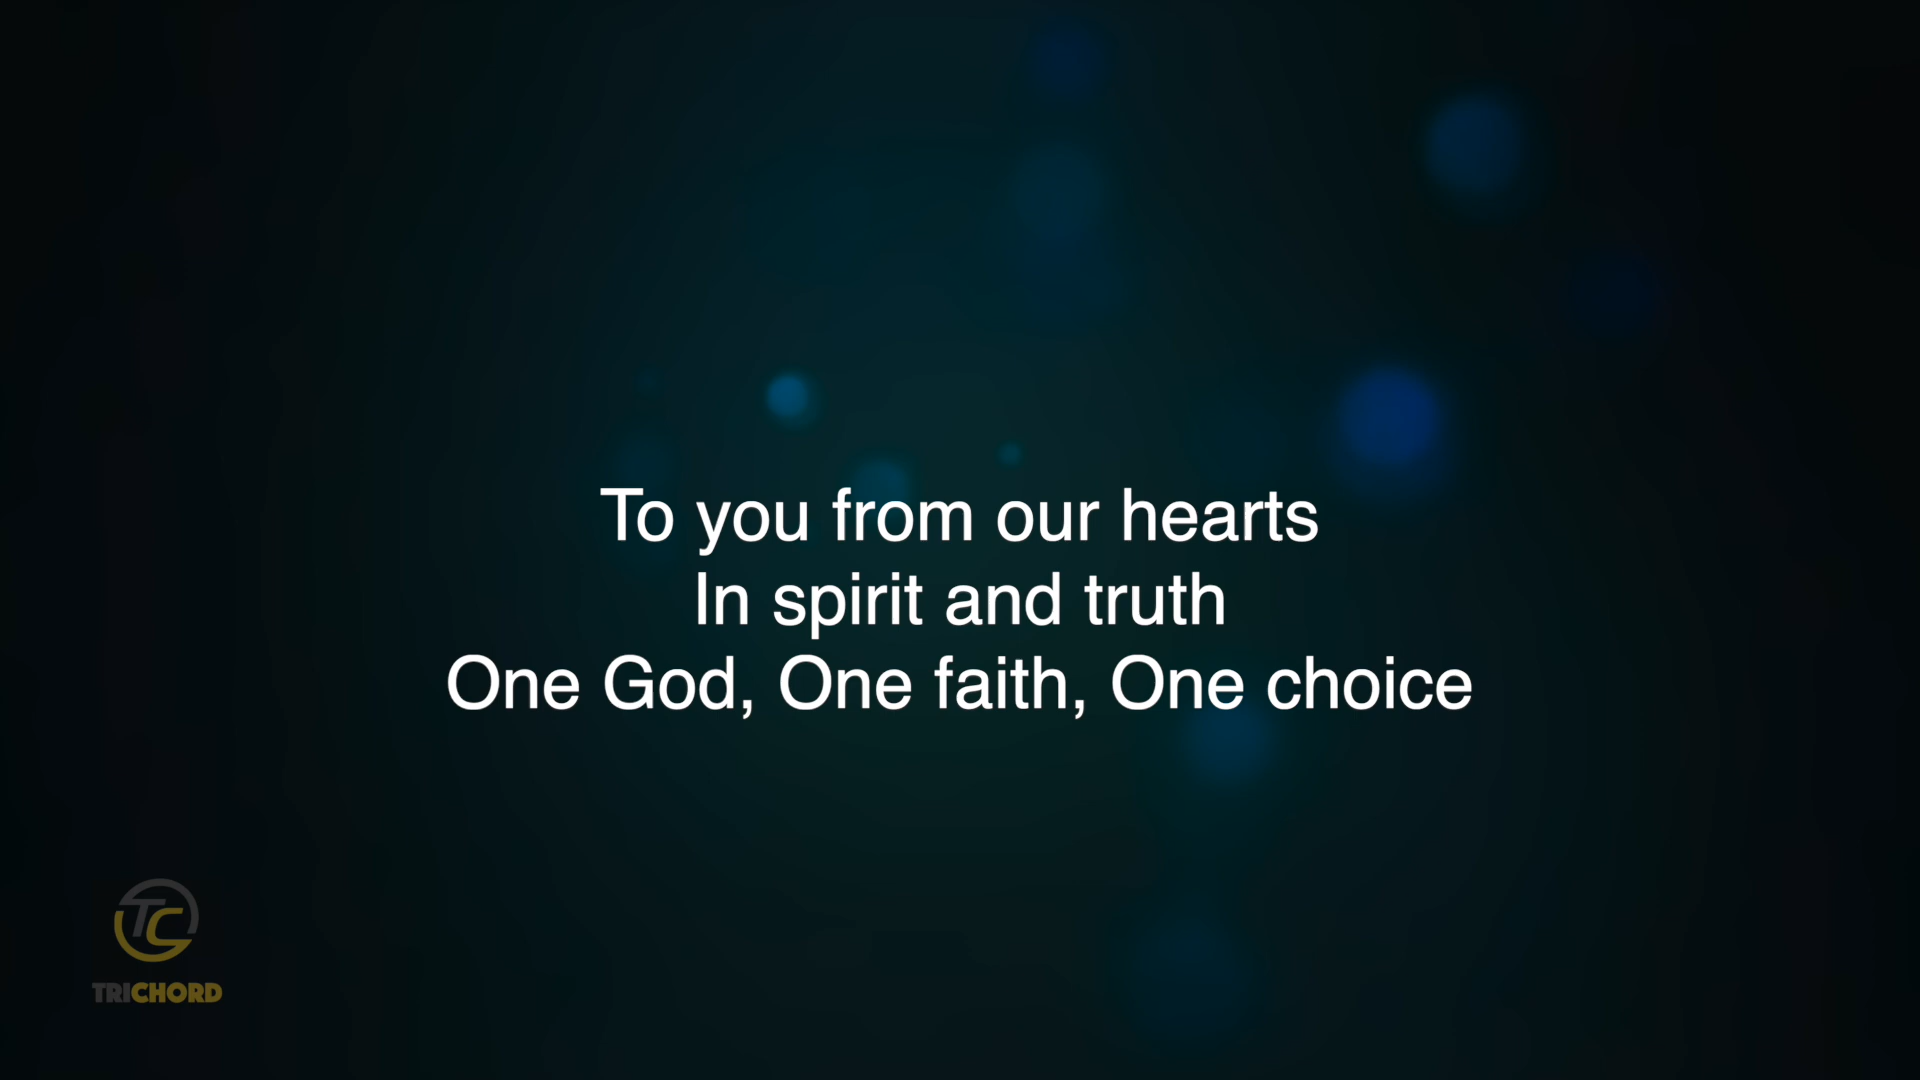 To you from our hearts
In spirit and truth
One God, One faith, One choice
TC
TRICHORD